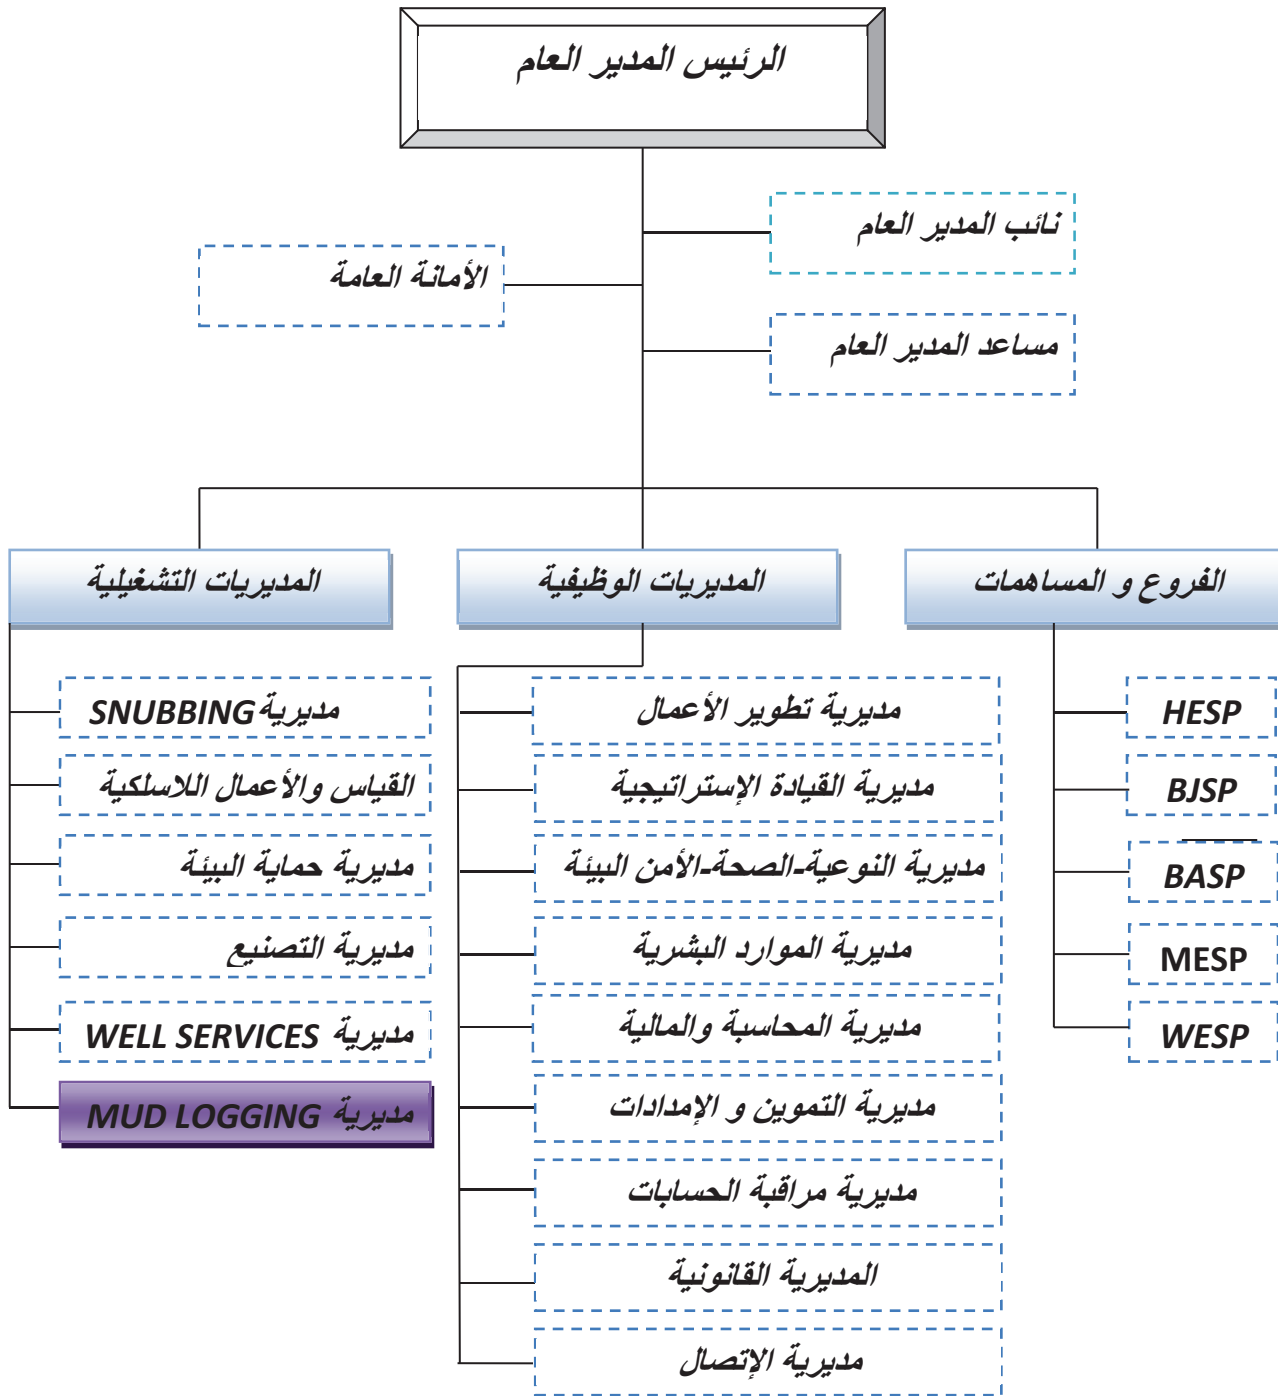 الرئيس المدير العام
نائب المدير العام
الأمانة العامة
مساعد المدير العام
الفروع و المساهمات
HESP
BJSP
BASP
MESP
WESP
المديريات الوظيفية
مديرية تطوير الأعمال
مديرية القيادة الإستراتيجية
مديرية النوعية-الصحة-الأمن البيئة
مديرية الموارد البشرية
مديرية المحاسبة والمالية
مديرية التموين و الإمدادات
مديرية مراقبة الحسابات
المديرية القانونية
مديرية الإتصال
المديريات التشغيلية
مديرية SNUBBING
القياس والأعمال اللاسلكية
مديرية حماية البيئة
مديرية التصنيع
مديرية WELL SERVICES
مديرية MUD LOGGING